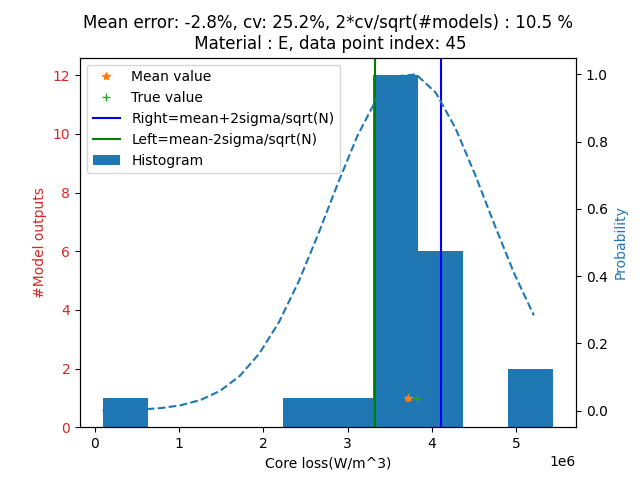 Mean error: -2.8%, cv: 25.2%, 2*cv/sqrt(#models) : 10.5 %
Material : E, data point index: 45
Mean value
True value
Right=mean+2sigma/sqrt(N)
Left=mean-2sigma/sqrt(N)
Histogram
#Model outputs
12
10
8
6
4
2
0
1.0
0.8
0.6
0.4
0.2
0.0
Probability
0 1 2 3 4 5
1e6
Core loss(W/m^3)